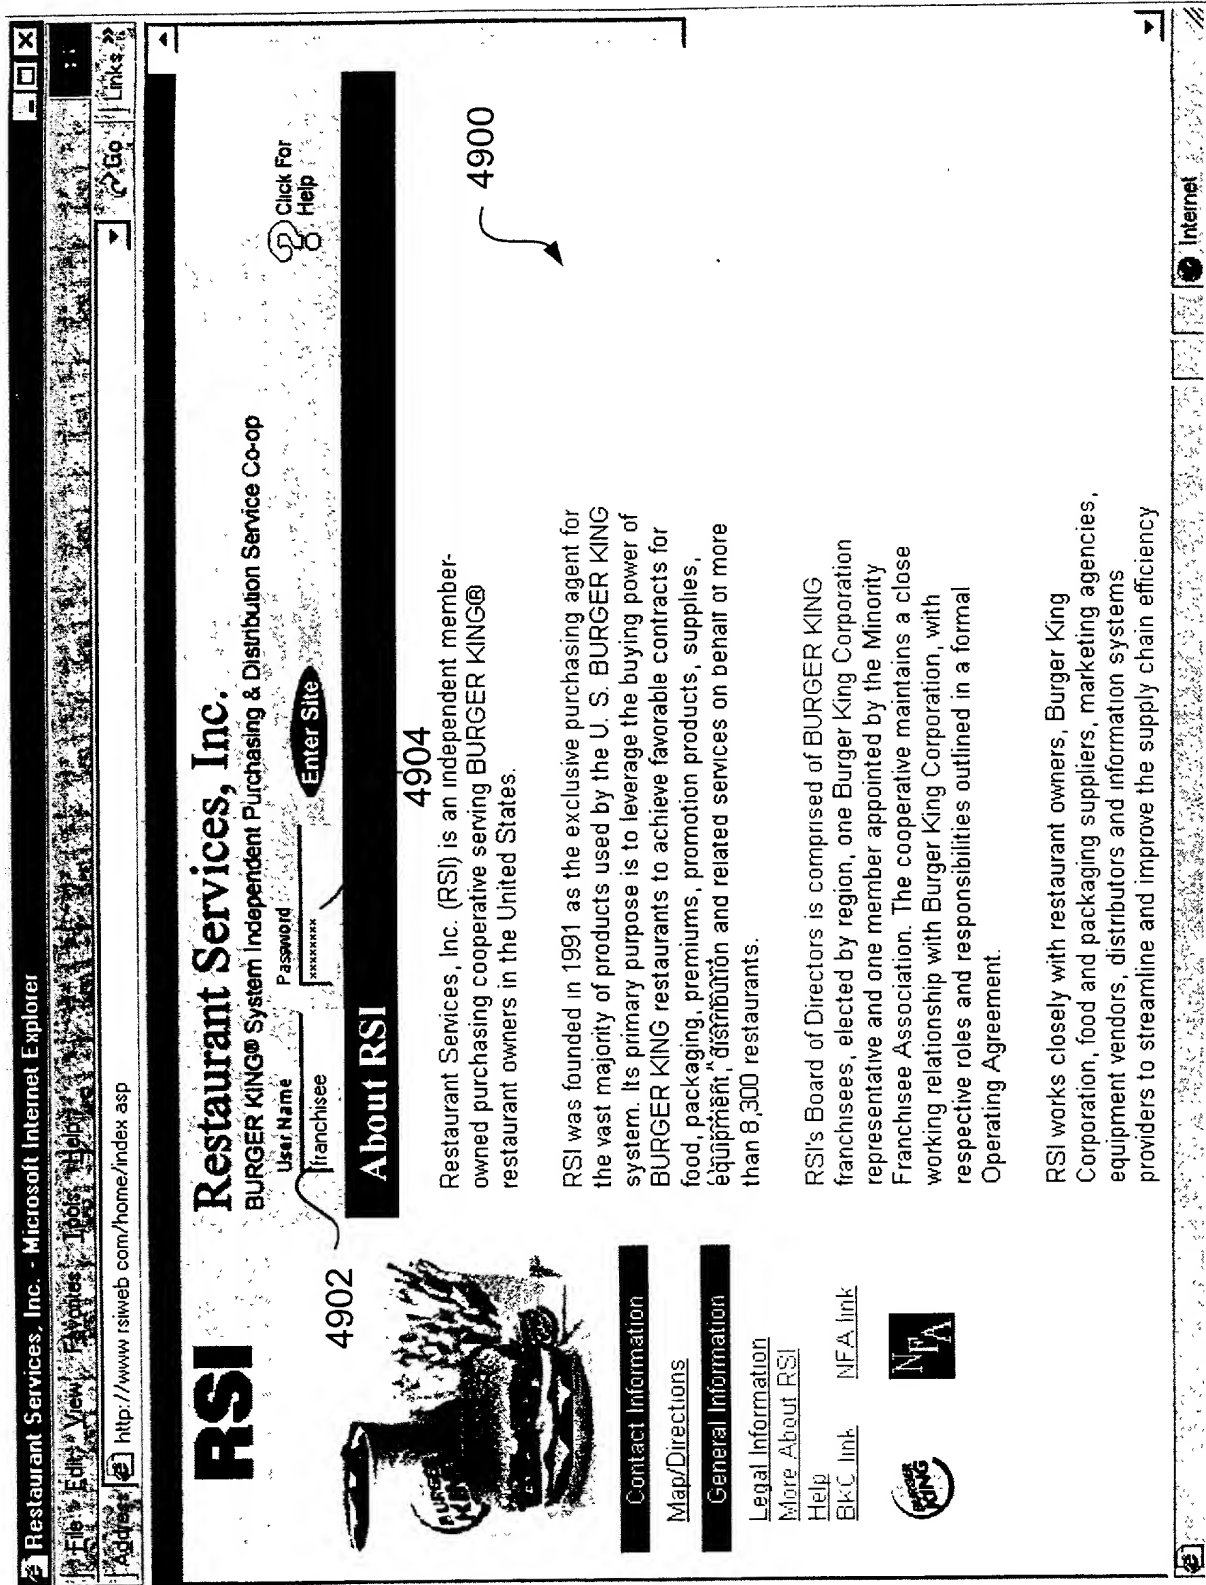 Restaurant Services, Inc. - Microsoft Internet Explorer
File Edit View Favorites Tools Help
Address http://www rsiweb com/home/index asp Go Links »
RSI
Restaurant Services, Inc.
BURGER KING® System Independent Purchasing & Distribution Service Co-op
User Name Password
franchisee xxxxxxxx Enter Site
Click For
Help
About RSI
4902
4904
4900
Restaurant Services, Inc. (RSI) is an independent member-
owned purchasing cooperative serving BURGER KING®
restaurant owners in the United States.
RSI was founded in 1991 as the exclusive purchasing agent for
the vast majority of products used by the U. S. BURGER KING
system. Its primary purpose is to leverage the buying power of
BURGER KING restaurants to achieve favorable contracts for
food, packaging, premiums, promotion products, supplies,
equipment, distribution and related services on behalf of more
than 8,300 restaurants.
RSI's Board of Directors is comprised of BURGER KING
franchisees, elected by region, one Burger King Corporation
representative and one member appointed by the Minority
Franchisee Association. The cooperative maintains a close
working relationship with Burger King Corporation, with
respective roles and responsibilities outlined in a formal
Operating Agreement.
RSI works closely with restaurant owners, Burger King
Corporation, food and packaging suppliers, marketing agencies,
equipment vendors, distributors and information systems
providers to streamline and improve the supply chain efficiency
BURGER
KING
Contact Information
Map/Directions
General Information
Legal Information
More About RSI
Help
BKC link NFA link
BURGER
KING
NFA
Internet